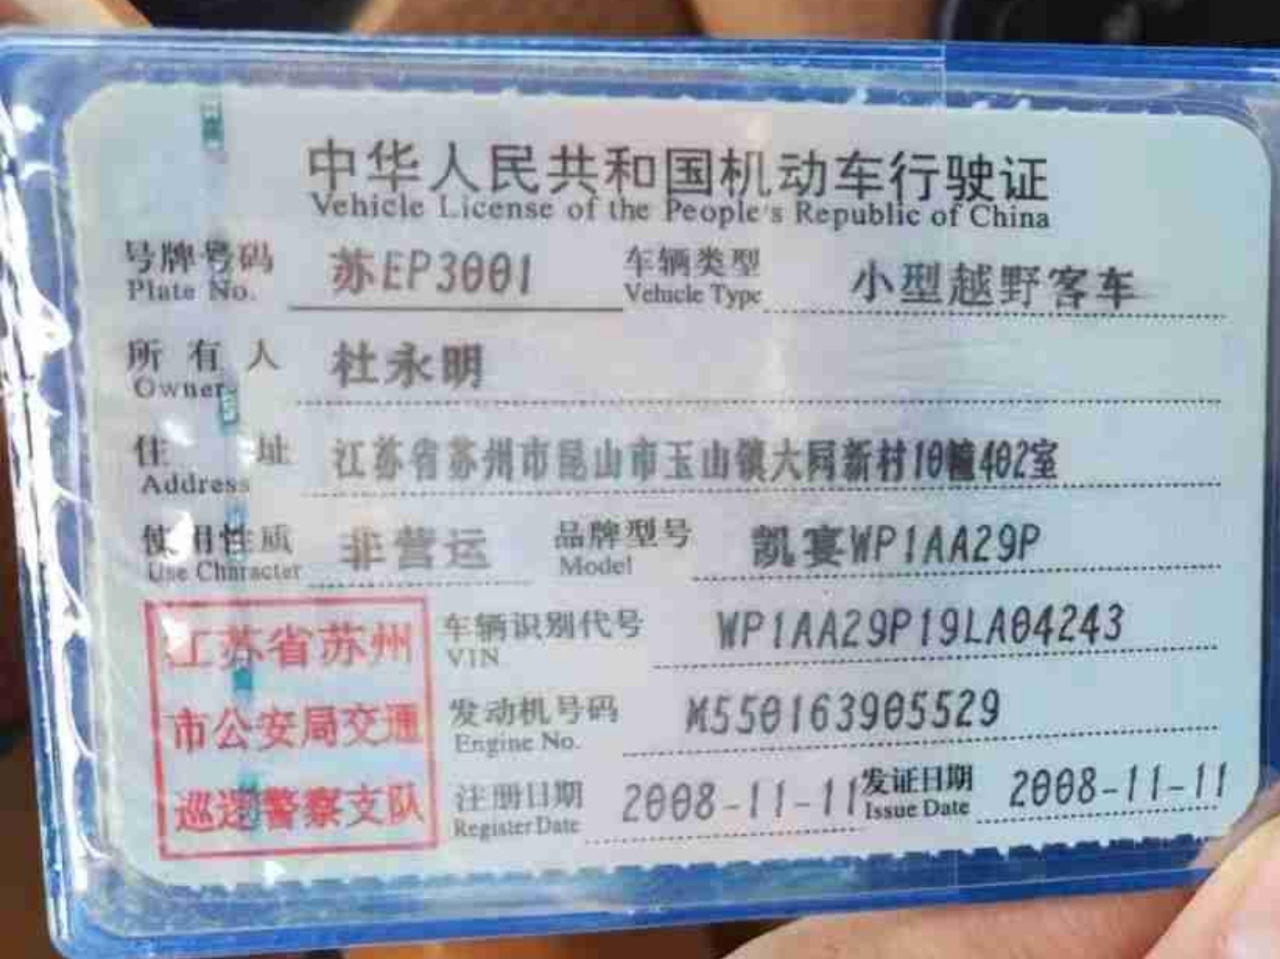 中华人民共和国机动车行驶证
Vehicle License of the People's Republic of China
号牌号码 苏EP3001 车辆类型 小型越野客车
Plate No. Vehicle Type
所有人 杜永明
Owner
住址 江苏省苏州市昆山市玉山镇大同新村10幢402室
Address
使用性质 非营运 品牌型号 凯宴WP1AA29P
Use Character Model
江苏省苏州 车辆识别代号 WP1AA29P19LA04243
VIN
市公安局交通 发动机号码 M550163905529
Engine No.
巡逻警察支队 注册日期 2008-11-11 发证日期 2008-11-11
Register Date Issue Date